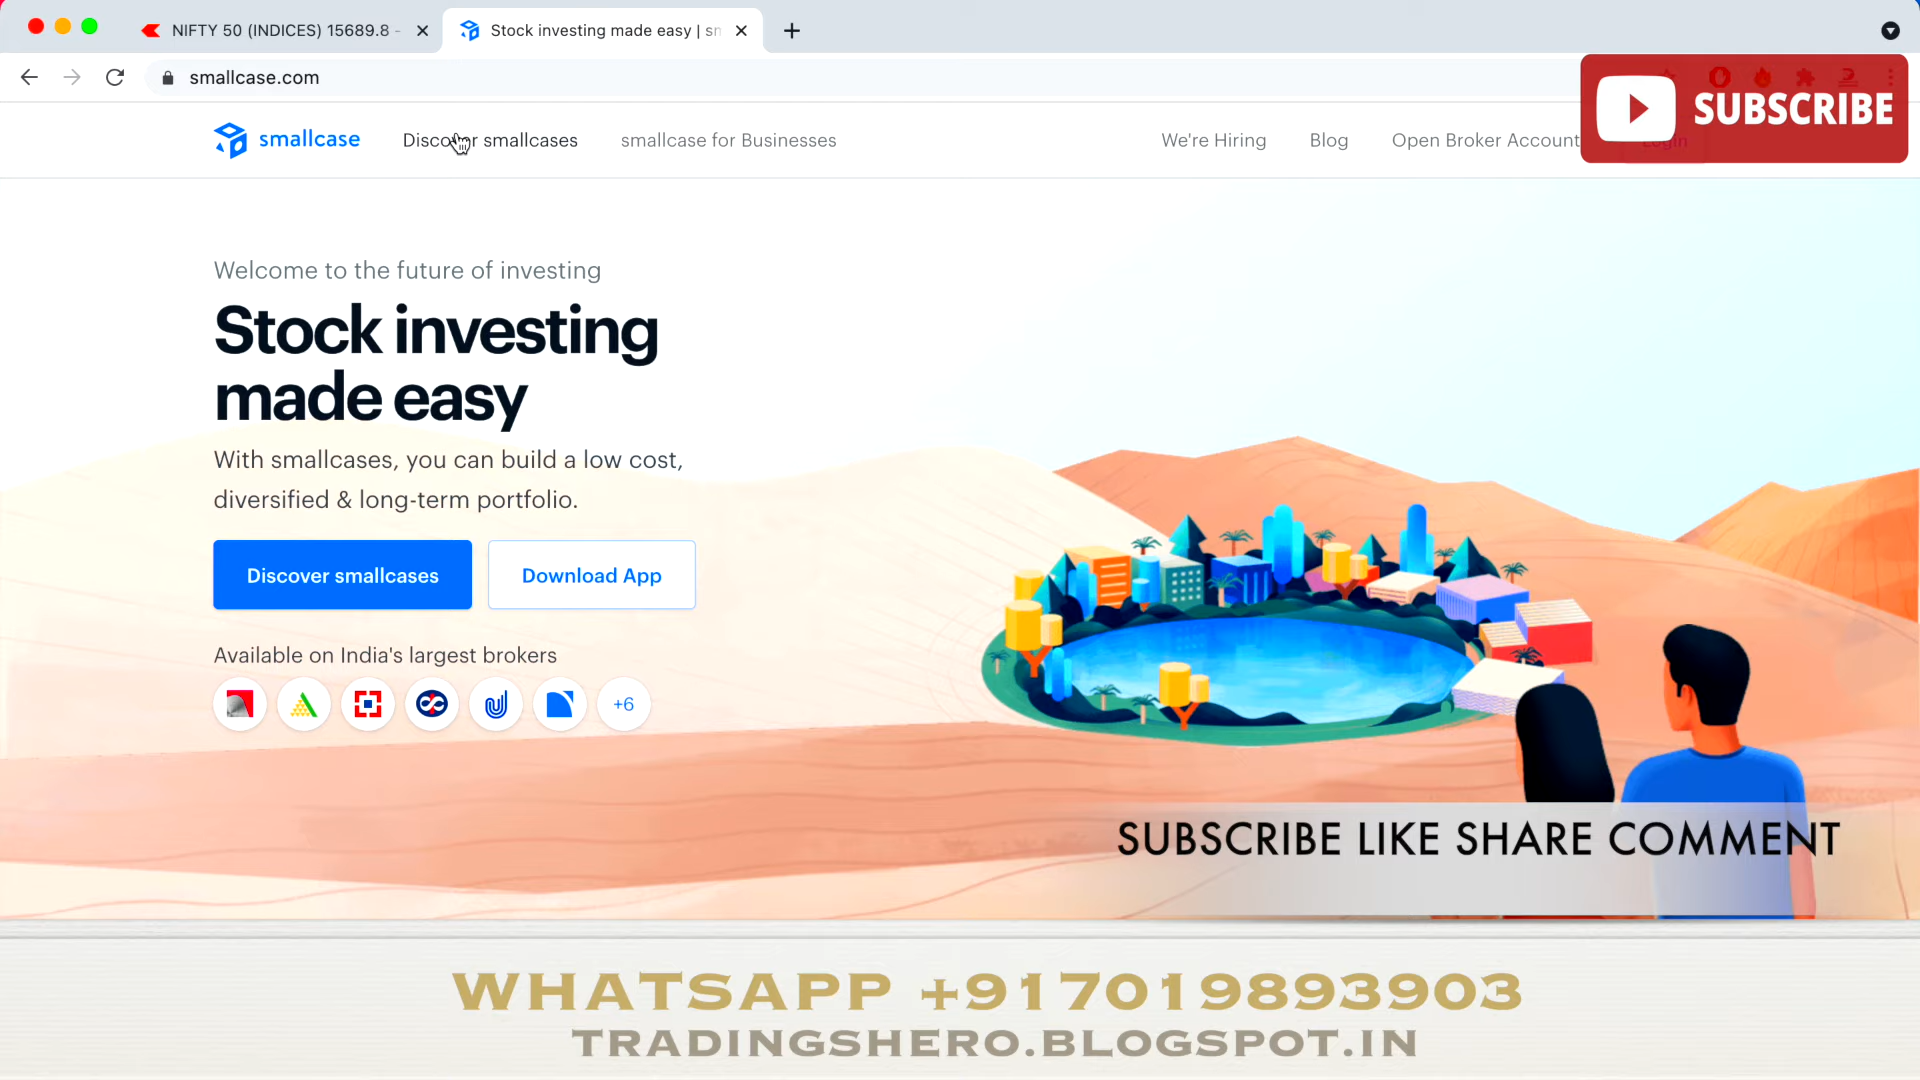 NIFTY 50 (INDICES) 15689.8 -
Stock investing made easy | sm
smallcase.com
SUBSCRIBE
smallcase
Discover smallcases
smallcase for Businesses
We're Hiring
Blog
Open Broker Account
Login
Welcome to the future of investing
Stock investing
made easy
With smallcases, you can build a low cost,
diversified & long-term portfolio.
Discover smallcases
Download App
Available on India's largest brokers
+6
SUBSCRIBE LIKE SHARE COMMENT
WHATSAPP +917019893903
TRADINGSHERO.BLOGSPOT.IN